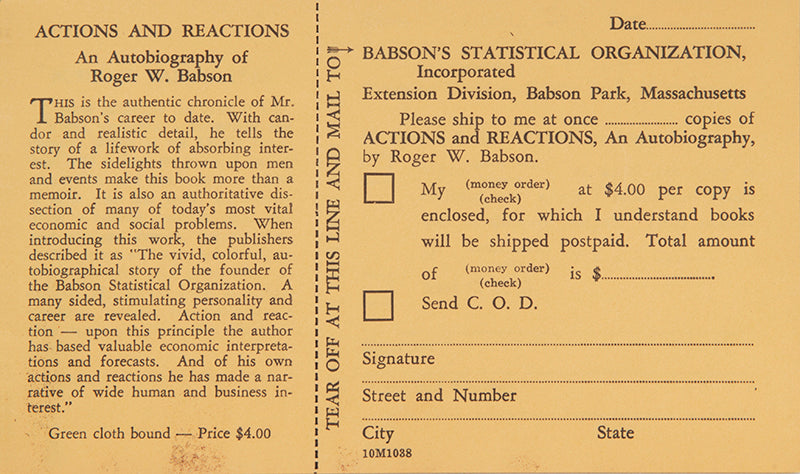 ACTIONS AND REACTIONS
An Autobiography of
Roger W. Babson
THIS is the authentic chronicle of Mr.
Babson's career to date. With can-
dor and realistic detail, he tells the
story of a lifework of absorbing inter-
est. The sidelights thrown upon men
and events make this book more than a
memoir. It is also an authoritative dis-
section of many of today's most vital
economic and social problems. When
introducing this work, the publishers
described it as "The vivid, colorful, au-
tobiographical story of the founder of
the Babson Statistical Organization. A
many sided, stimulating personality and
career are revealed. Action and reac-
tion — upon this principle the author
has based valuable economic interpreta-
tions and forecasts. And of his own
actions and reactions he has made a nar-
rative of wide human and business in-
terest."
Green cloth bound — Price $4.00
TEAR OFF AT THIS LINE AND MAIL TO
Date
BABSON'S STATISTICAL ORGANIZATION,
Incorporated
Extension Division, Babson Park, Massachusetts
Please ship to me at once .................... copies of
ACTIONS and REACTIONS, An Autobiography,
by Roger W. Babson.
My (money order) (check) at $4.00 per copy is
enclosed, for which I understand books
will be shipped postpaid. Total amount
of (money order) (check) is $..............................
Send C. O. D.
Signature
Street and Number
City State
10M1038